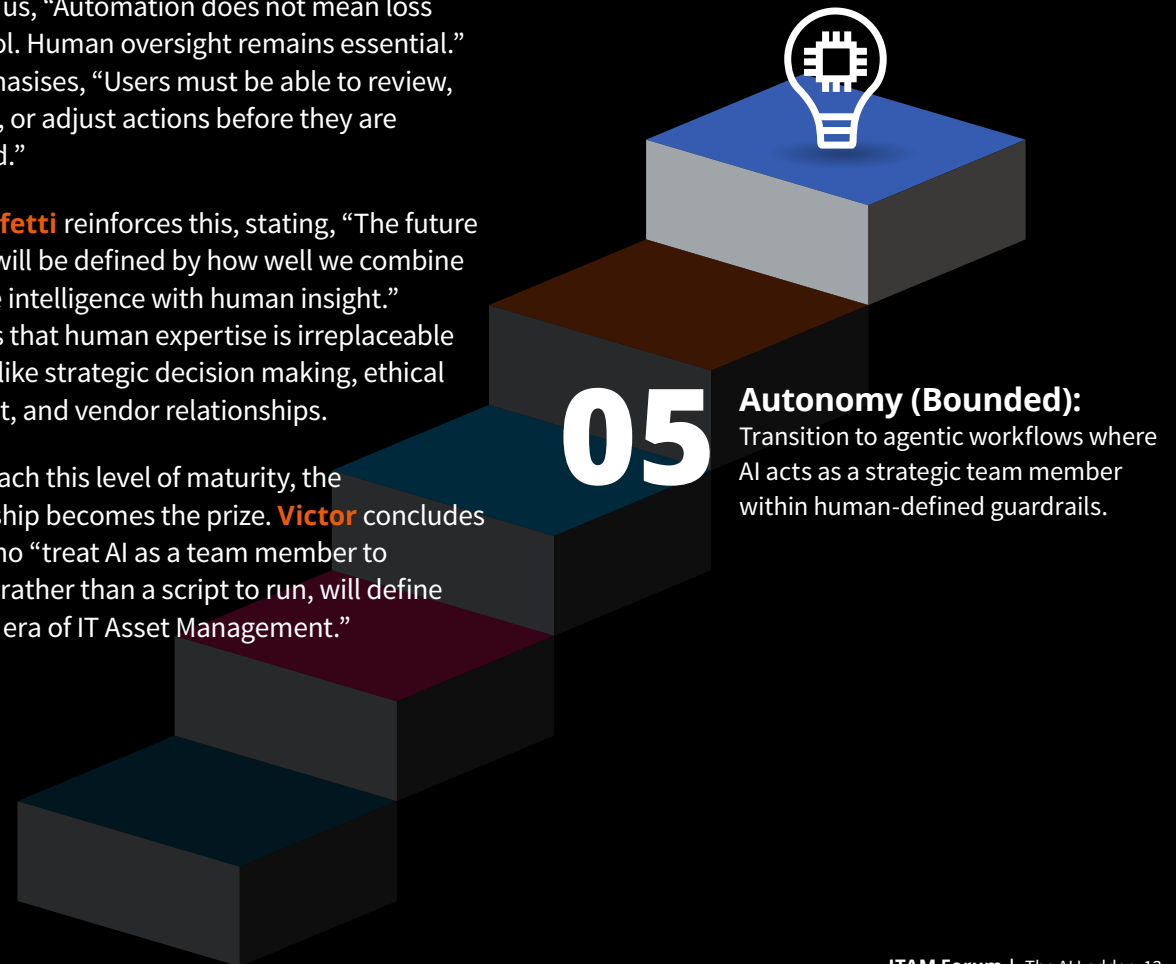 us, “Automation does not mean loss
ol. Human oversight remains essential.”
hasises, “Users must be able to review,
, or adjust actions before they are
d.”
fetti reinforces this, stating, “The future
will be defined by how well we combine
e intelligence with human insight.”
s that human expertise is irreplaceable
like strategic decision making, ethical
t, and vendor relationships.
ach this level of maturity, the
ship becomes the prize. Victor concludes
no “treat AI as a team member to
rather than a script to run, will define
era of IT Asset Management.”
05
Autonomy (Bounded):
Transition to agentic workflows where
AI acts as a strategic team member
within human-defined guardrails.
ITAM Forum | The AI Ladder 13